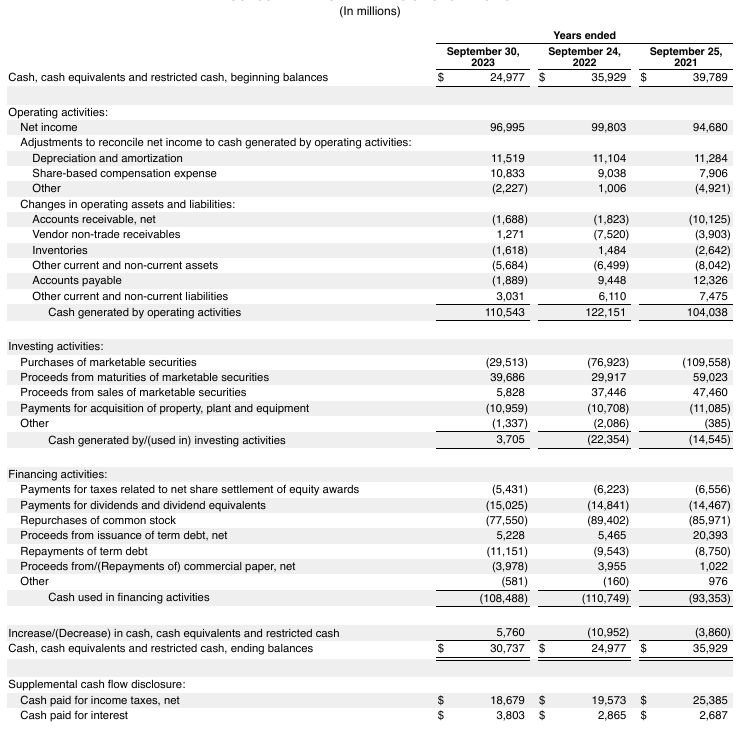 (In millions)
Years ended
September 30, 2023 September 24, 2022 September 25, 2021
Cash, cash equivalents and restricted cash, beginning balances $ 24,977 $ 35,929 $ 39,789
Operating activities:
Net income 96,995 99,803 94,680
Adjustments to reconcile net income to cash generated by operating activities:
Depreciation and amortization 11,519 11,104 11,284
Share-based compensation expense 10,833 9,038 7,906
Other (2,227) 1,006 (4,921)
Changes in operating assets and liabilities:
Accounts receivable, net (1,688) (1,823) (10,125)
Vendor non-trade receivables 1,271 (7,520) (3,903)
Inventories (1,618) 1,484 (2,642)
Other current and non-current assets (5,684) (6,499) (8,042)
Accounts payable (1,889) 9,448 12,326
Other current and non-current liabilities 3,031 6,110 7,475
Cash generated by operating activities 110,543 122,151 104,038
Investing activities:
Purchases of marketable securities (29,513) (76,923) (109,558)
Proceeds from maturities of marketable securities 39,686 29,917 59,023
Proceeds from sales of marketable securities 5,828 37,446 47,460
Payments for acquisition of property, plant and equipment (10,959) (10,708) (11,085)
Other (1,337) (2,086) (385)
Cash generated by/(used in) investing activities 3,705 (22,354) (14,545)
Financing activities:
Payments for taxes related to net share settlement of equity awards (5,431) (6,223) (6,556)
Payments for dividends and dividend equivalents (15,025) (14,841) (14,467)
Repurchases of common stock (77,550) (89,402) (85,971)
Proceeds from issuance of term debt, net 5,228 5,465 20,393
Repayments of term debt (11,151) (9,543) (8,750)
Proceeds from/(Repayments of) commercial paper, net (3,978) 3,955 1,022
Other (581) (160) 976
Cash used in financing activities (108,488) (110,749) (93,353)
Increase/(Decrease) in cash, cash equivalents and restricted cash 5,760 (10,952) (3,860)
Cash, cash equivalents and restricted cash, ending balances $ 30,737 $ 24,977 $ 35,929
Supplemental cash flow disclosure:
Cash paid for income taxes, net $ 18,679 $ 19,573 $ 25,385
Cash paid for interest $ 3,803 $ 2,865 $ 2,687